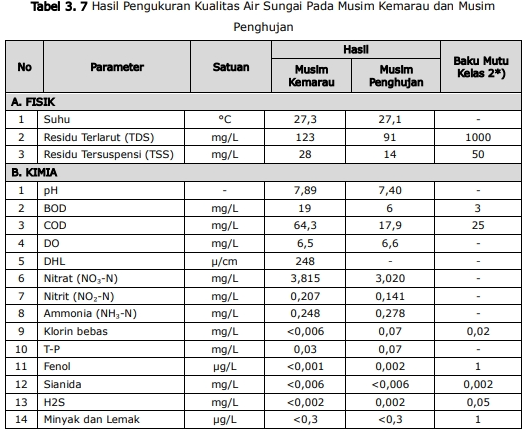 Tabel 3. 7 Hasil Pengukuran Kualitas Air Sungai Pada Musim Kemarau dan Musim
Penghujan
No Parameter Satuan Hasil Baku Mutu Kelas 2*)
Musim Kemarau Musim Penghujan
A. FISIK
1 Suhu °C 27,3 27,1 -
2 Residu Terlarut (TDS) mg/L 123 91 1000
3 Residu Tersuspensi (TSS) mg/L 28 14 50
B. KIMIA
1 pH - 7,89 7,40 -
2 BOD mg/L 19 6 3
3 COD mg/L 64,3 17,9 25
4 DO mg/L 6,5 6,6 -
5 DHL µ/cm 248 - -
6 Nitrat (NO₃-N) mg/L 3,815 3,020 -
7 Nitrit (NO₂-N) mg/L 0,207 0,141 -
8 Ammonia (NH₃-N) mg/L 0,248 0,278 -
9 Klorin bebas mg/L <0,006 0,07 0,02
10 T-P mg/L 0,03 0,07 -
11 Fenol µg/L <0,001 0,002 1
12 Sianida mg/L <0,006 <0,006 0,002
13 H2S mg/L <0,002 0,002 0,05
14 Minyak dan Lemak µg/L <0,3 <0,3 1